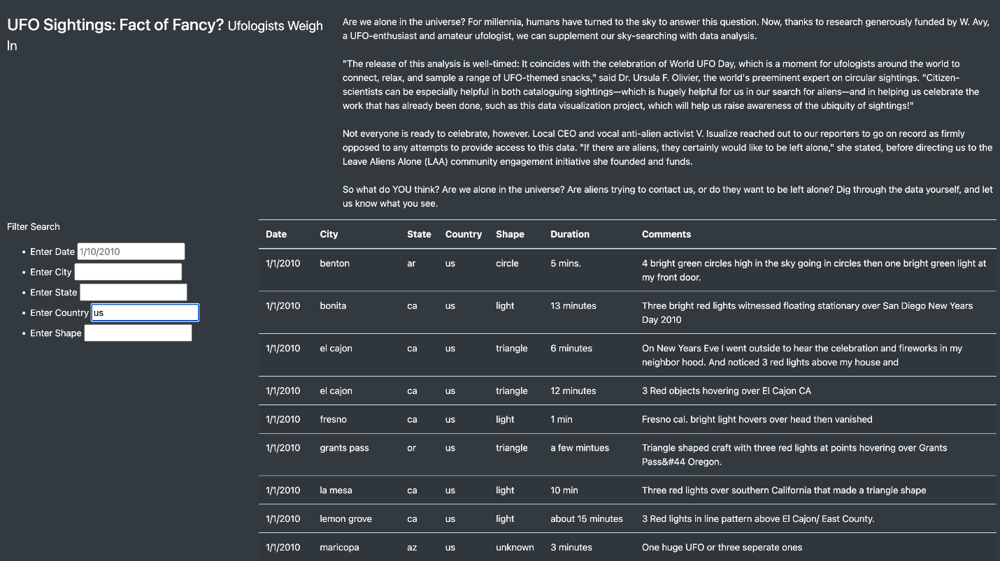 UFO Sightings: Fact of Fancy? Ufologists Weigh
In
Are we alone in the universe? For millennia, humans have turned to the sky to answer this question. Now, thanks to research generously funded by W. Avy,
a UFO-enthusiast and amateur ufologist, we can supplement our sky-searching with data analysis.
"The release of this analysis is well-timed: It coincides with the celebration of World UFO Day, which is a moment for ufologists around the world to
connect, relax, and sample a range of UFO-themed snacks," said Dr. Ursula F. Olivier, the world's preeminent expert on circular sightings. "Citizen-
scientists can be especially helpful in both cataloguing sightings—which is hugely helpful for us in our search for aliens—and in helping us celebrate the
work that has already been done, such as this data visualization project, which will help us raise awareness of the ubiquity of sightings!"
Not everyone is ready to celebrate, however. Local CEO and vocal anti-alien activist V. Isualize reached out to our reporters to go on record as firmly
opposed to any attempts to provide access to this data. "If there are aliens, they certainly would like to be left alone," she stated, before directing us to the
Leave Aliens Alone (LAA) community engagement initiative she founded and funds.
So what do YOU think? Are we alone in the universe? Are aliens trying to contact us, or do they want to be left alone? Dig through the data yourself, and let
us know what you see.
Filter Search
• Enter Date 1/10/2010
• Enter City
• Enter State
• Enter Country us
• Enter Shape
Date City State Country Shape Duration Comments
1/1/2010 benton ar us circle 5 mins. 4 bright green circles high in the sky going in circles then one bright green light at
my front door.
1/1/2010 bonita ca us light 13 minutes Three bright red lights witnessed floating stationary over San Diego New Years
Day 2010
1/1/2010 el cajon ca us triangle 6 minutes On New Years Eve I went outside to hear the celebration and fireworks in my
neighbor hood. And noticed 3 red lights above my house and
1/1/2010 el cajon ca us triangle 12 minutes 3 Red objects hovering over El Cajon CA
1/1/2010 fresno ca us light 1 min Fresno cal. bright light hovers over head then vanished
1/1/2010 grants pass or us triangle a few mintues Triangle shaped craft with three red lights at points hovering over Grants
Pass&#44 Oregon.
1/1/2010 la mesa ca us light 10 min Three red lights over southern California that made a triangle shape
1/1/2010 lemon grove ca us light about 15 minutes 3 Red lights in line pattern above El Cajon/ East County.
1/1/2010 maricopa az us unknown 3 minutes One huge UFO or three seperate ones